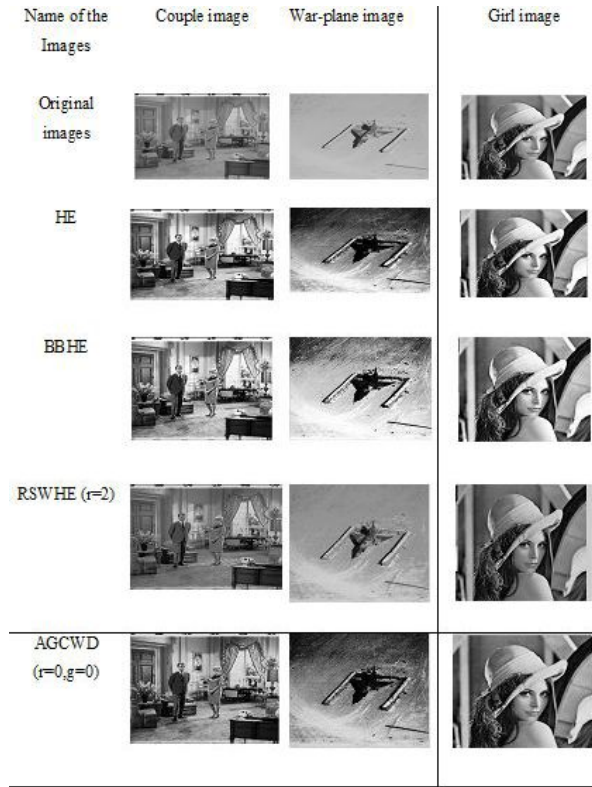 Name of the Images
Couple image
War-plane image
Girl image
Original images
HE
BBHE
RSWHE (r=2)
AGCWD (r=0,g=0)